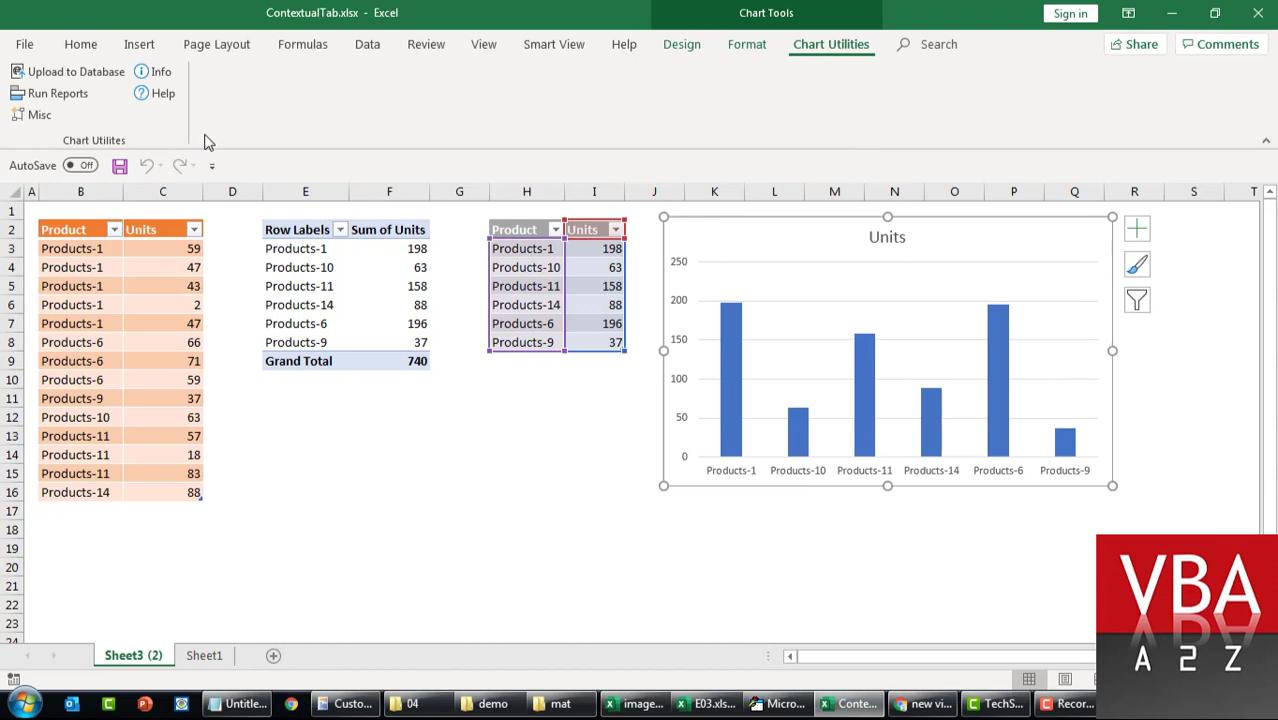 ContextualTab.xlsx - Excel
Chart Tools
Sign in
File Home Insert Page Layout Formulas Data Review View Smart View Help Design Format Chart Utilities Search Share Comments
Upload to Database Info
Run Reports Help
Misc
Chart Utilites
AutoSave Off
A B C D E F G H I J K L M N O P Q R S T
1
2 Product Units Row Labels Sum of Units Product Units
3 Products-1 59 Products-1 198 Products-1 198
4 Products-1 47 Products-10 63 Products-10 63
5 Products-1 43 Products-11 158 Products-11 158
6 Products-1 2 Products-14 88 Products-14 88
7 Products-1 47 Products-6 196 Products-6 196
8 Products-6 66 Products-9 37 Products-9 37
9 Products-6 71 Grand Total 740
10 Products-6 59
11 Products-9 37
12 Products-10 63
13 Products-11 57
14 Products-11 18
15 Products-11 83
16 Products-14 88
17
18
19
20
21
22
23
24
Units
250
200
150
100
50
0
Products-1 Products-10 Products-11 Products-14 Products-6 Products-9
VBA
A 2 Z
Sheet3 (2) Sheet1
Untitle... Custo... 04 demo mat image... E03.xls... Micro... Conte... new vi... TechS... Recor...